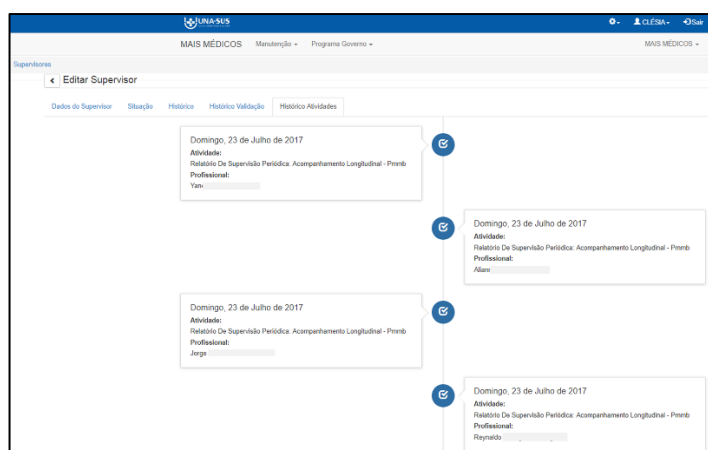 UNA-SUS
CLÉSIA
Sair
MAIS MÉDICOS Manutenção Programa Governo MAIS MÉDICOS
Supervisores
Editar Supervisor
Dados do Supervisor Situação Histórico Histórico Validação Histórico Atividades
Domingo, 23 de Julho de 2017
Atividade:
Relatório De Supervisão Periódica: Acompanhamento Longitudinal - Pmmb
Profissional:
Yan
Domingo, 23 de Julho de 2017
Atividade:
Relatório De Supervisão Periódica: Acompanhamento Longitudinal - Pmmb
Profissional:
Domingo, 23 de Julho de 2017
Atividade:
Relatório De Supervisão Periódica: Acompanhamento Longitudinal - Pmmb
Profissional:
Jorge
Domingo, 23 de Julho de 2017
Atividade:
Relatório De Supervisão Periódica: Acompanhamento Longitudinal - Pmmb
Profissional:
Reynaldo